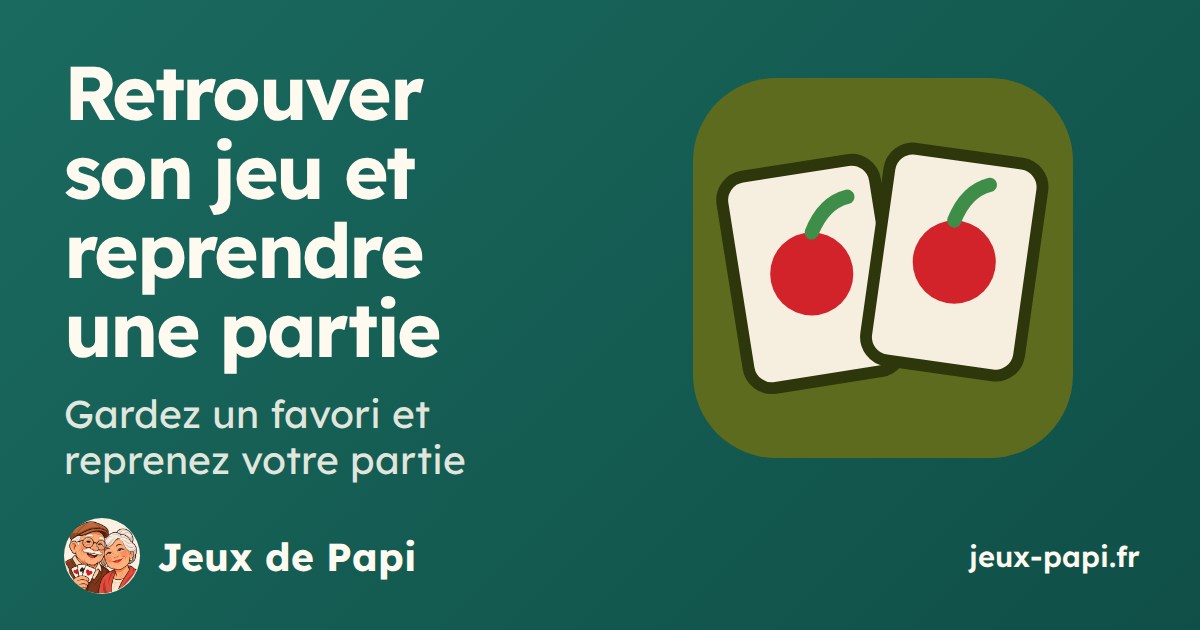 Retrouver
son jeu et
reprendre
une partie
Gardez un favori et
reprenez votre partie
Jeux de Papi
jeux-papi.fr